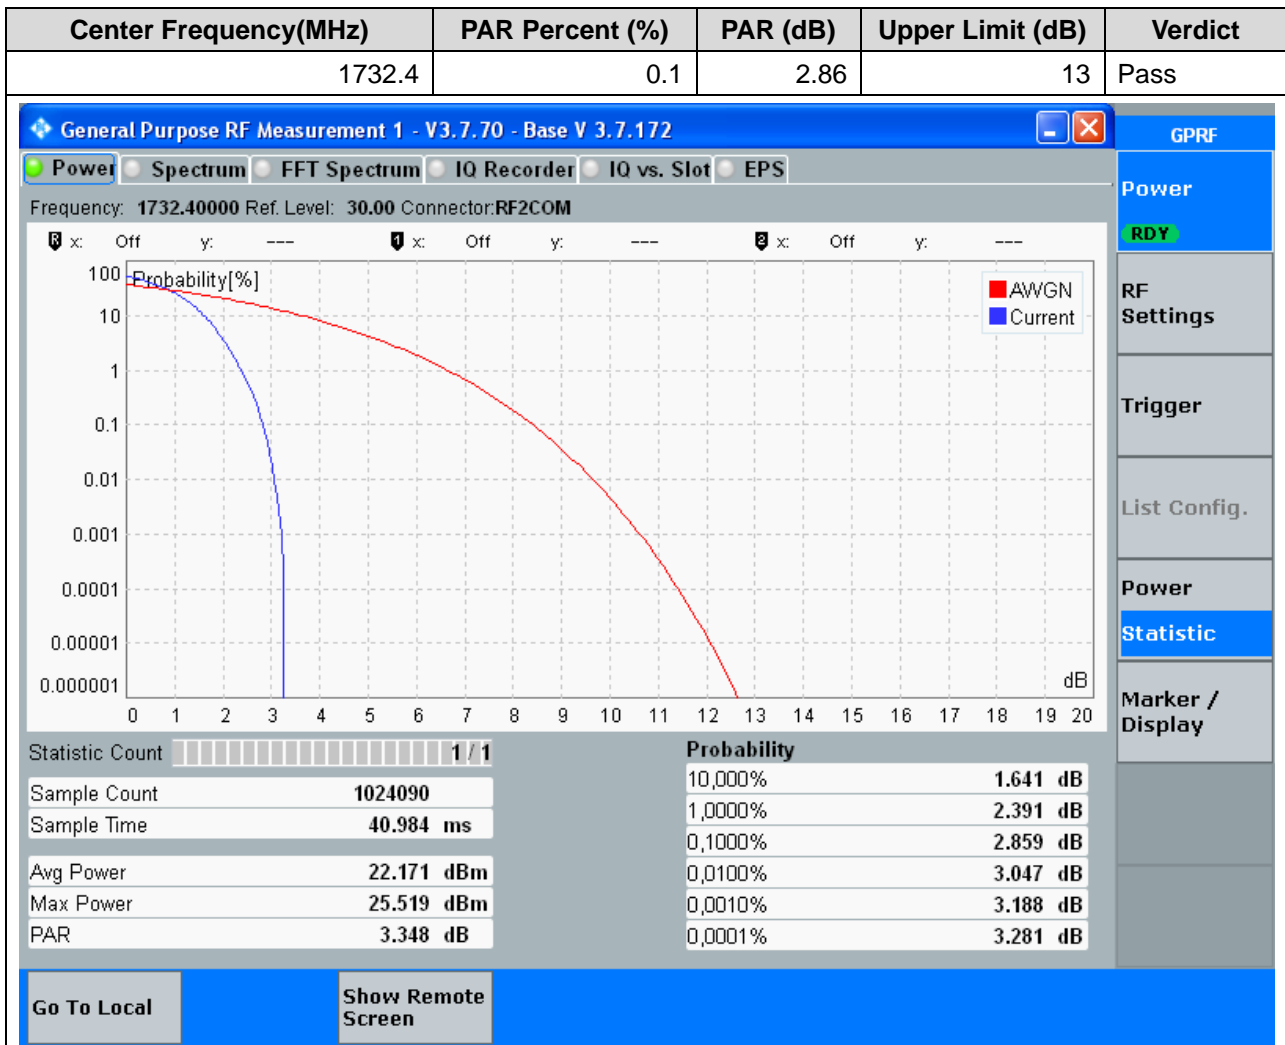 Center Frequency(MHz) PAR Percent (%) PAR (dB) Upper Limit (dB) Verdict
1732.4 0.1 2.86 13 Pass
General Purpose RF Measurement 1 - V3.7.70 - Base V 3.7.172
GPRF
Power Spectrum FFT Spectrum IQ Recorder IQ vs. Slot EPS
Power
RDY
Frequency: 1732.40000 Ref. Level: 30.00 Connector:RF2COM
R x: Off y: --- 1 x: Off y: --- 2 x: Off y: ---
Probability[%]
AWGN
Current
100
10
1
0.1
0.01
0.001
0.0001
0.00001
0.000001
dB
0 1 2 3 4 5 6 7 8 9 10 11 12 13 14 15 16 17 18 19 20
RF
Settings
Trigger
List Config.
Power
Statistic
Marker /
Display
Statistic Count 1 / 1
Sample Count 1024090
Sample Time 40.984 ms
Avg Power 22.171 dBm
Max Power 25.519 dBm
PAR 3.348 dB
Probability
10,000% 1.641 dB
1,0000% 2.391 dB
0,1000% 2.859 dB
0,0100% 3.047 dB
0,0010% 3.188 dB
0,0001% 3.281 dB
Go To Local
Show Remote
Screen